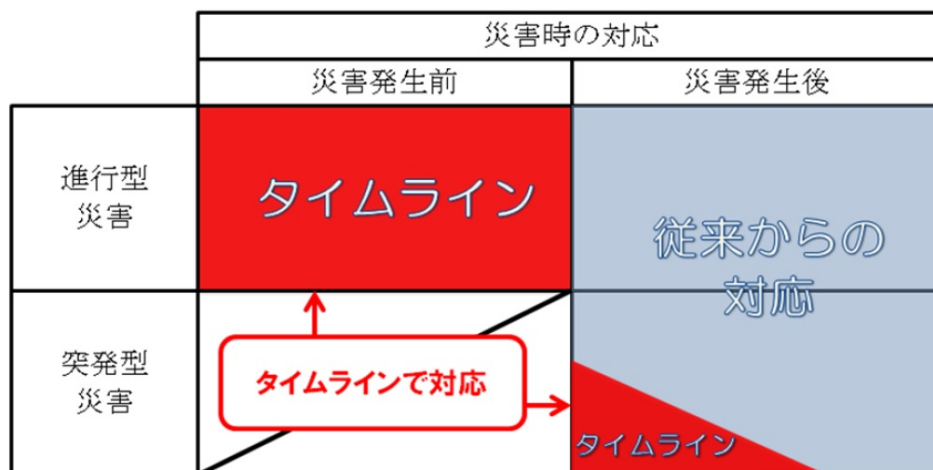 災害時の対応
災害発生前
災害発生後
進行型
災害
タイムライン
従来からの
対応
突発型
災害
タイムラインで対応
タイムライン